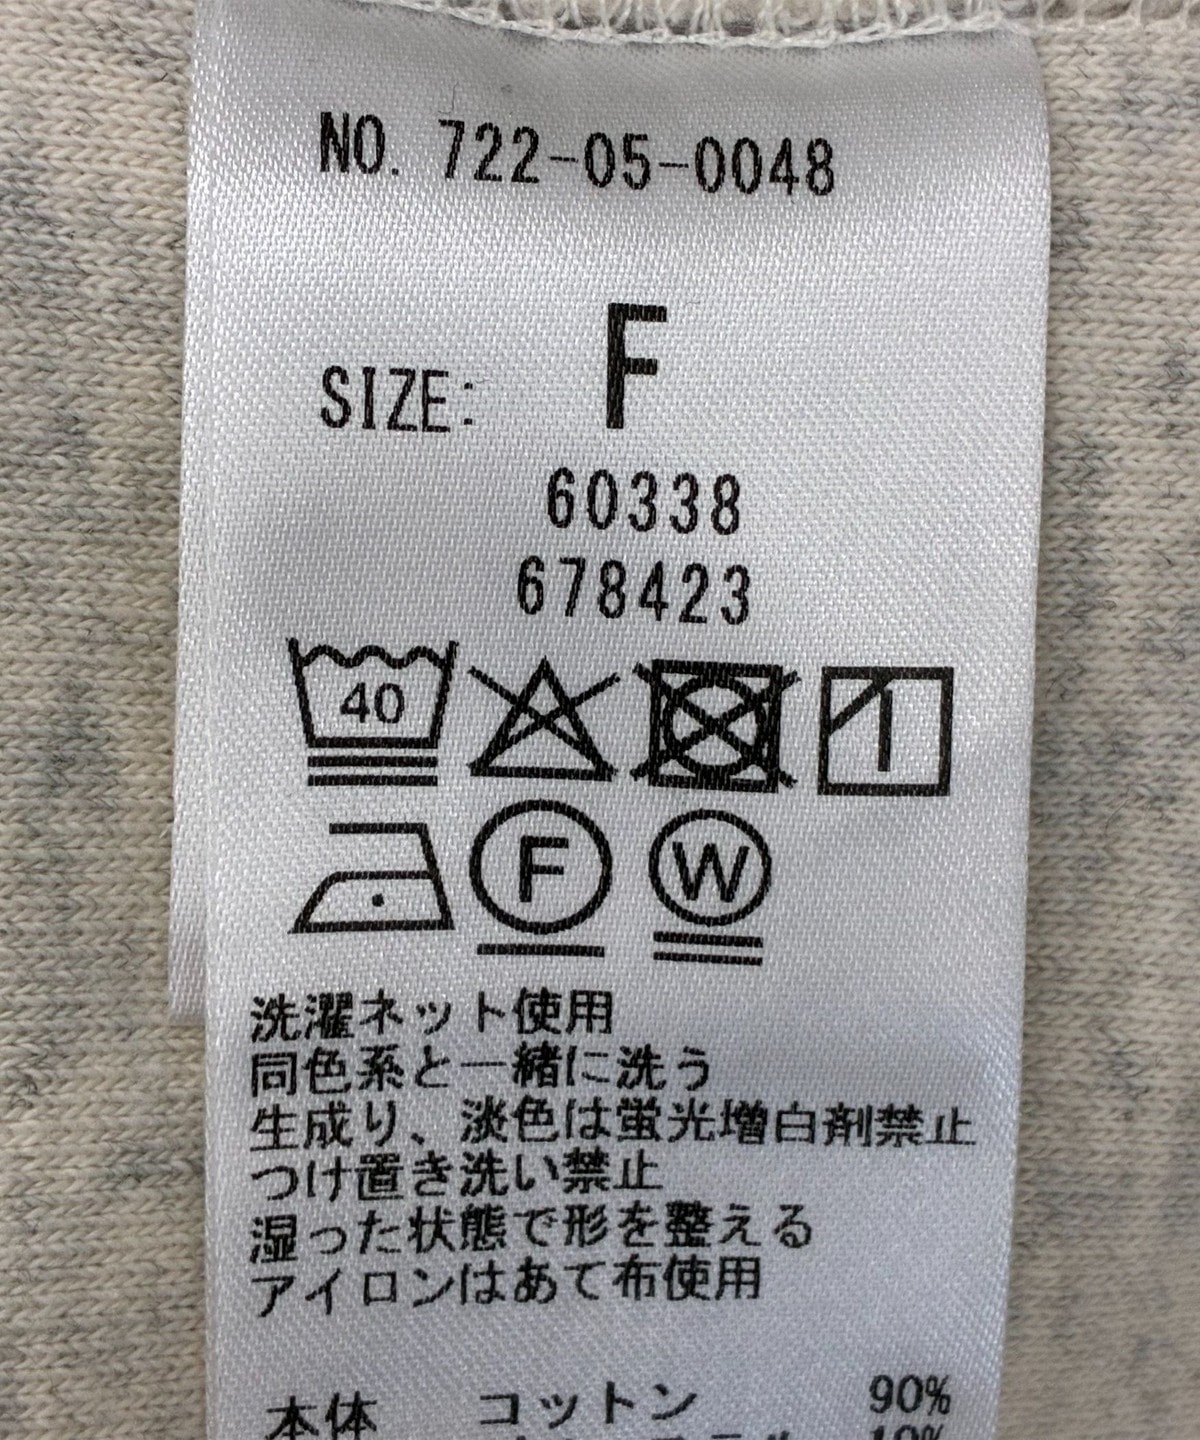 NO. 722-05-0048
SIZE: F
60338
678423
40
F W
洗濯ネット使用
同色系と一緒に洗う
生成り、淡色は蛍光増白剤禁止
つけ置き洗い禁止
湿った状態で形を整える
アイロンはあて布使用
本体 コットン 90%
10%